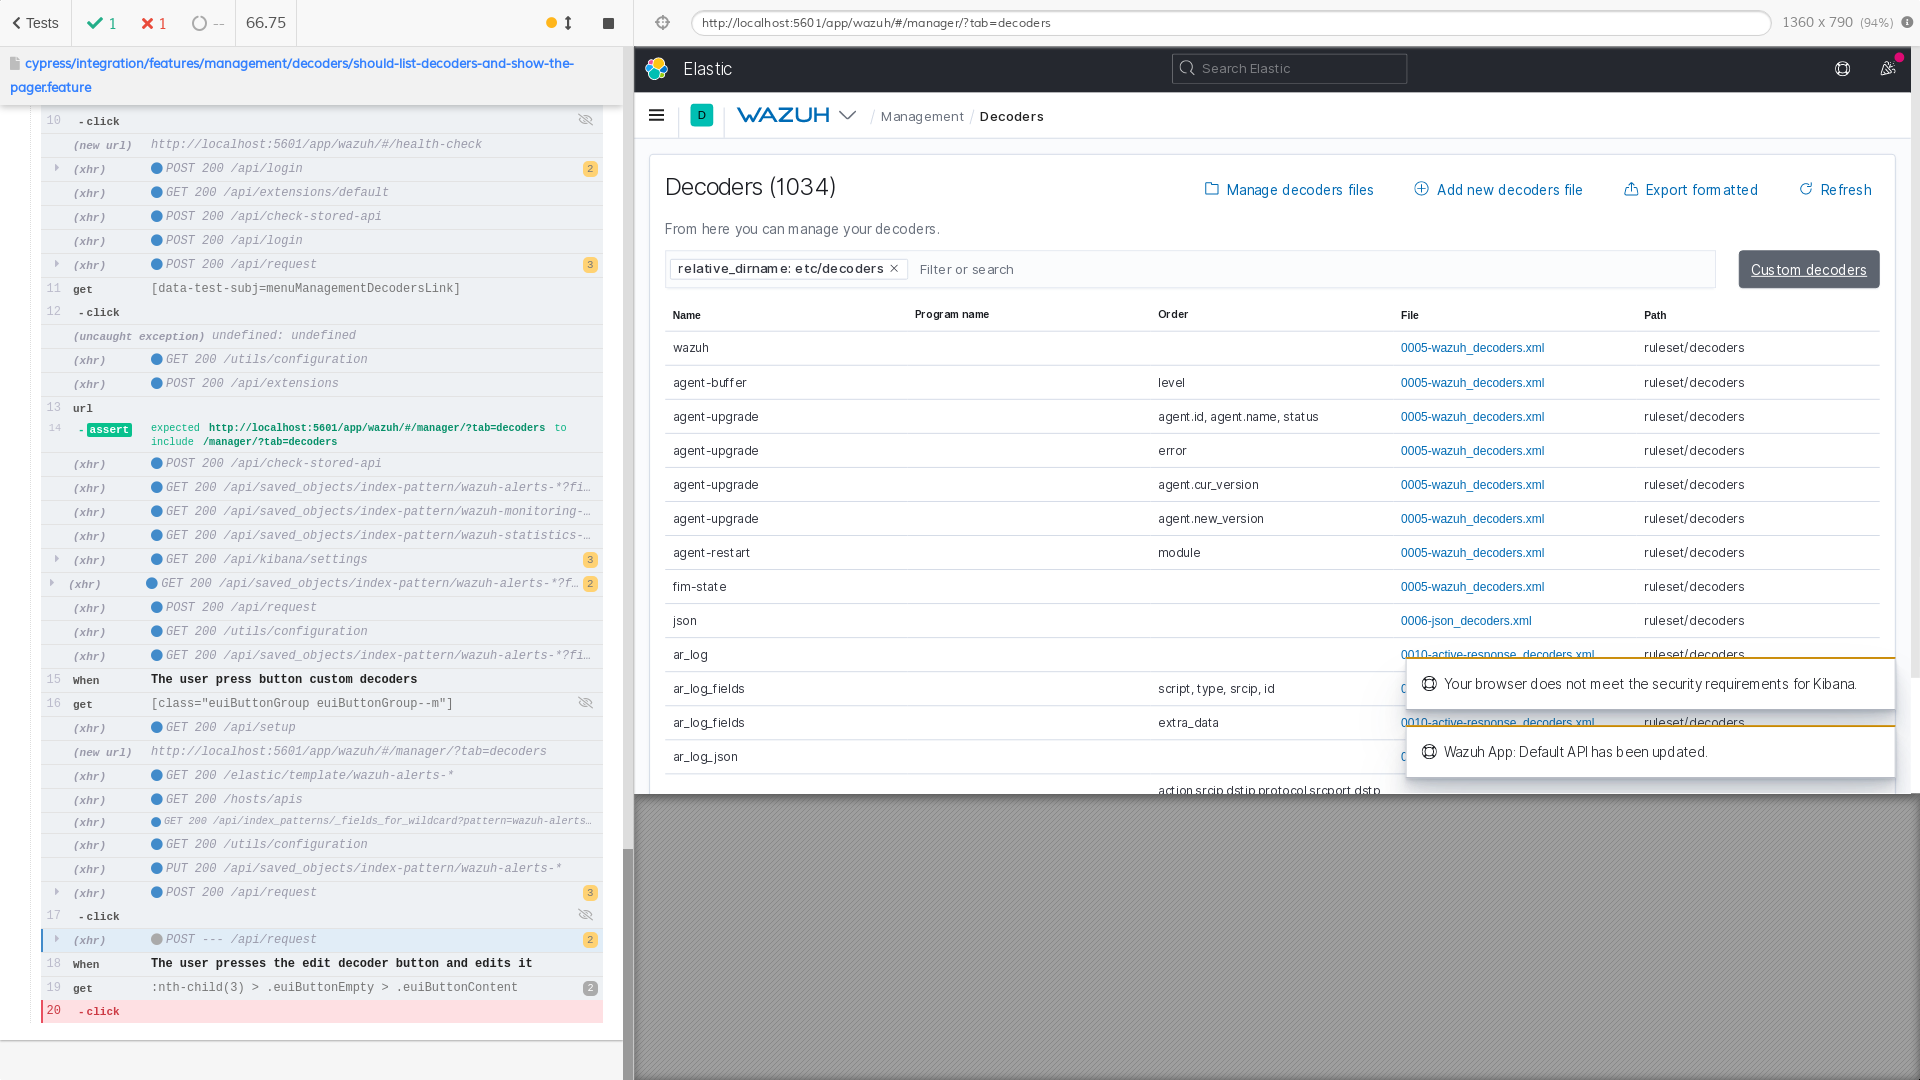 Tests 1 1 -- 66.75
cypress/integration/features/management/decoders/should-list-decoders-and-show-the-
pager.feature
10 -click
(new url) http://localhost:5601/app/wazuh/#/health-check
(xhr) POST 200 /api/login 2
(xhr) GET 200 /api/extensions/default
(xhr) POST 200 /api/check-stored-api
(xhr) POST 200 /api/login
(xhr) POST 200 /api/request 3
11 get [data-test-subj=menuManagementDecodersLink]
12 -click
(uncaught exception) undefined: undefined
(xhr) GET 200 /utils/configuration
(xhr) POST 200 /api/extensions
13 url
14 -assert expected http://localhost:5601/app/wazuh/#/manager/?tab=decoders to
include /manager/?tab=decoders
(xhr) POST 200 /api/check-stored-api
(xhr) GET 200 /api/saved_objects/index-pattern/wazuh-alerts-*?fi…
(xhr) GET 200 /api/saved_objects/index-pattern/wazuh-monitoring-…
(xhr) GET 200 /api/saved_objects/index-pattern/wazuh-statistics-…
(xhr) GET 200 /api/kibana/settings 3
(xhr) GET 200 /api/saved_objects/index-pattern/wazuh-alerts-*?f… 2
(xhr) POST 200 /api/request
(xhr) GET 200 /utils/configuration
(xhr) GET 200 /api/saved_objects/index-pattern/wazuh-alerts-*?fi…
15 When The user press button custom decoders
16 get [class="euiButtonGroup euiButtonGroup--m"]
(xhr) GET 200 /api/setup
(new url) http://localhost:5601/app/wazuh/#/manager/?tab=decoders
(xhr) GET 200 /elastic/template/wazuh-alerts-*
(xhr) GET 200 /hosts/apis
(xhr) GET 200 /api/index_patterns/_fields_for_wildcard?pattern=wazuh-alerts…
(xhr) GET 200 /utils/configuration
(xhr) PUT 200 /api/saved_objects/index-pattern/wazuh-alerts-*
(xhr) POST 200 /api/request 3
17 -click
(xhr) POST --- /api/request 2
18 When The user presses the edit decoder button and edits it
19 get :nth-child(3) > .euiButtonEmpty > .euiButtonContent 2
20 -click
http://localhost:5601/app/wazuh/#/manager/?tab=decoders 1360 x 790 (94%)
Elastic Search Elastic
D WAZUH / Management / Decoders
Decoders (1034) Manage decoders files Add new decoders file Export formatted Refresh
From here you can manage your decoders.
relative_dirname: etc/decoders × Filter or search Custom decoders
Name Program name Order File Path
wazuh 0005-wazuh_decoders.xml ruleset/decoders
agent-buffer level 0005-wazuh_decoders.xml ruleset/decoders
agent-upgrade agent.id, agent.name, status 0005-wazuh_decoders.xml ruleset/decoders
agent-upgrade error 0005-wazuh_decoders.xml ruleset/decoders
agent-upgrade agent.cur_version 0005-wazuh_decoders.xml ruleset/decoders
agent-upgrade agent.new_version 0005-wazuh_decoders.xml ruleset/decoders
agent-restart module 0005-wazuh_decoders.xml ruleset/decoders
fim-state 0005-wazuh_decoders.xml ruleset/decoders
json 0006-json_decoders.xml ruleset/decoders
ar_log 0010-active-response_decoders.xml ruleset/decoders
ar_log_fields script, type, srcip, id
Your browser does not meet the security requirements for Kibana.
ar_log_fields extra_data 0010-active-response_decoders.xml ruleset/decoders
ar_log_json
Wazuh App: Default API has been updated.
action srcip dstip protocol srcport dstp